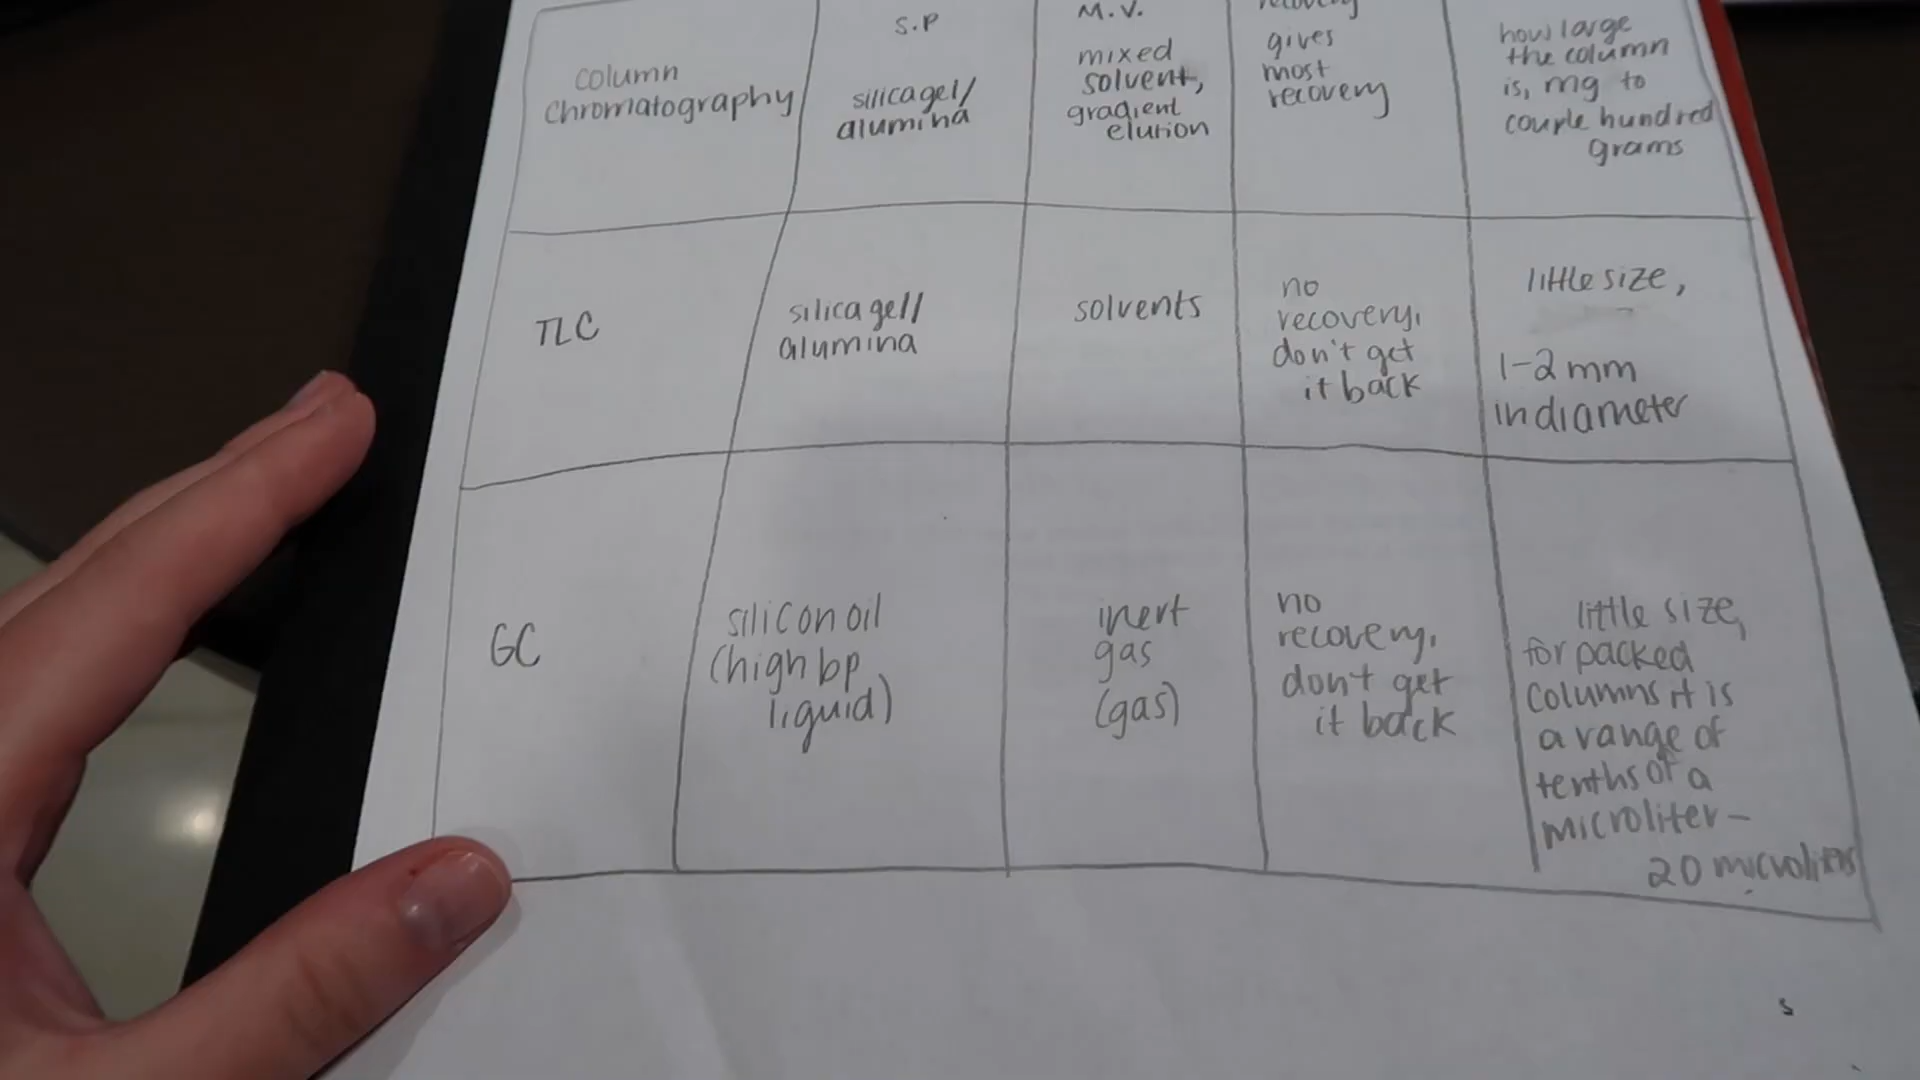 S.P
M.V.
recovery
column
chromatography
silicagel/
alumina
mixed
solvent,
gradient
elution
gives
most
recovery
how large
the column
is, mg to
couple hundred
grams
TLC
silica gel/
alumina
solvents
no
recovery,
don't get
it back
little size,
1-2 mm
in diameter
GC
silicon oil
(high bp
liquid)
inert
gas
(gas)
no
recovery,
don't get
it back
little size,
for packed
columns it is
a range of
tenths of a
microliter -
20 microliters
s